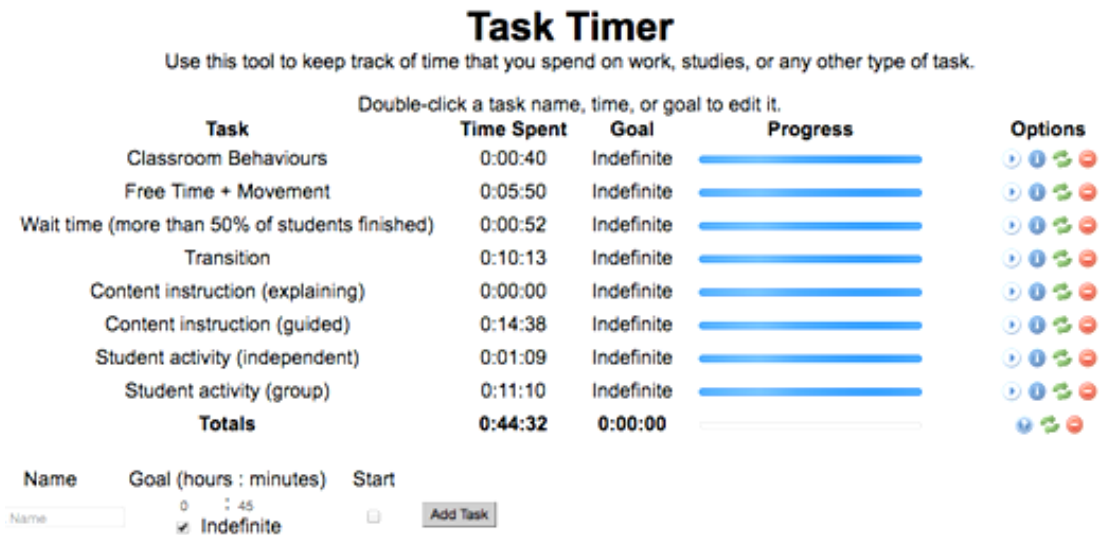 Task Timer
Use this tool to keep track of time that you spend on work, studies, or any other type of task.
Double-click a task name, time, or goal to edit it.
Task Time Spent Goal Progress Options
Classroom Behaviours 0:00:40 Indefinite
Free Time + Movement 0:05:50 Indefinite
Wait time (more than 50% of students finished) 0:00:52 Indefinite
Transition 0:10:13 Indefinite
Content instruction (explaining) 0:00:00 Indefinite
Content instruction (guided) 0:14:38 Indefinite
Student activity (independent) 0:01:09 Indefinite
Student activity (group) 0:11:10 Indefinite
Totals 0:44:32 0:00:00
Name Goal (hours : minutes) Start
Name 0 : 45 Add Task
Indefinite